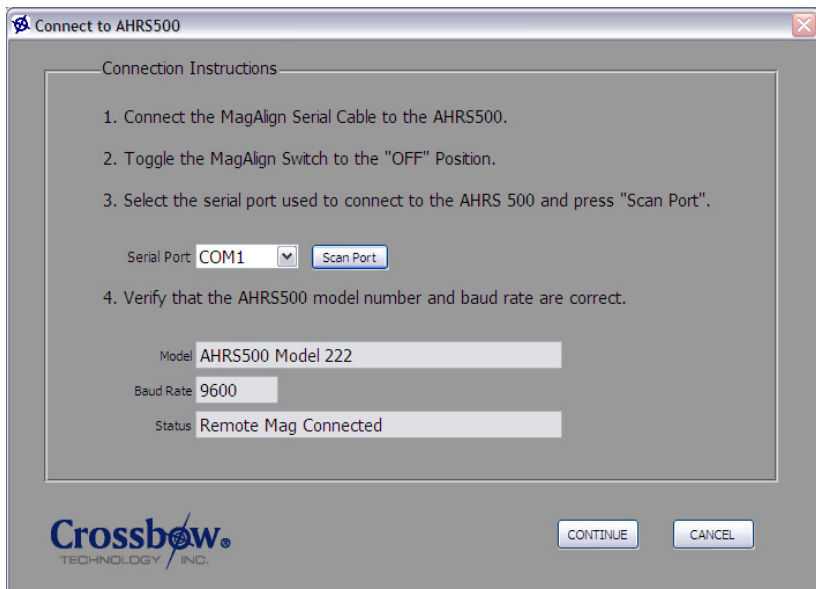 Connect to AHRS500
Connection Instructions
1. Connect the MagAlign Serial Cable to the AHRS500.
2. Toggle the MagAlign Switch to the "OFF" Position.
3. Select the serial port used to connect to the AHRS 500 and press "Scan Port".
Serial Port COM1 Scan Port
4. Verify that the AHRS500 model number and baud rate are correct.
Model AHRS500 Model 222
Baud Rate 9600
Status Remote Mag Connected
Crossbow®
TECHNOLOGY INC.
CONTINUE CANCEL